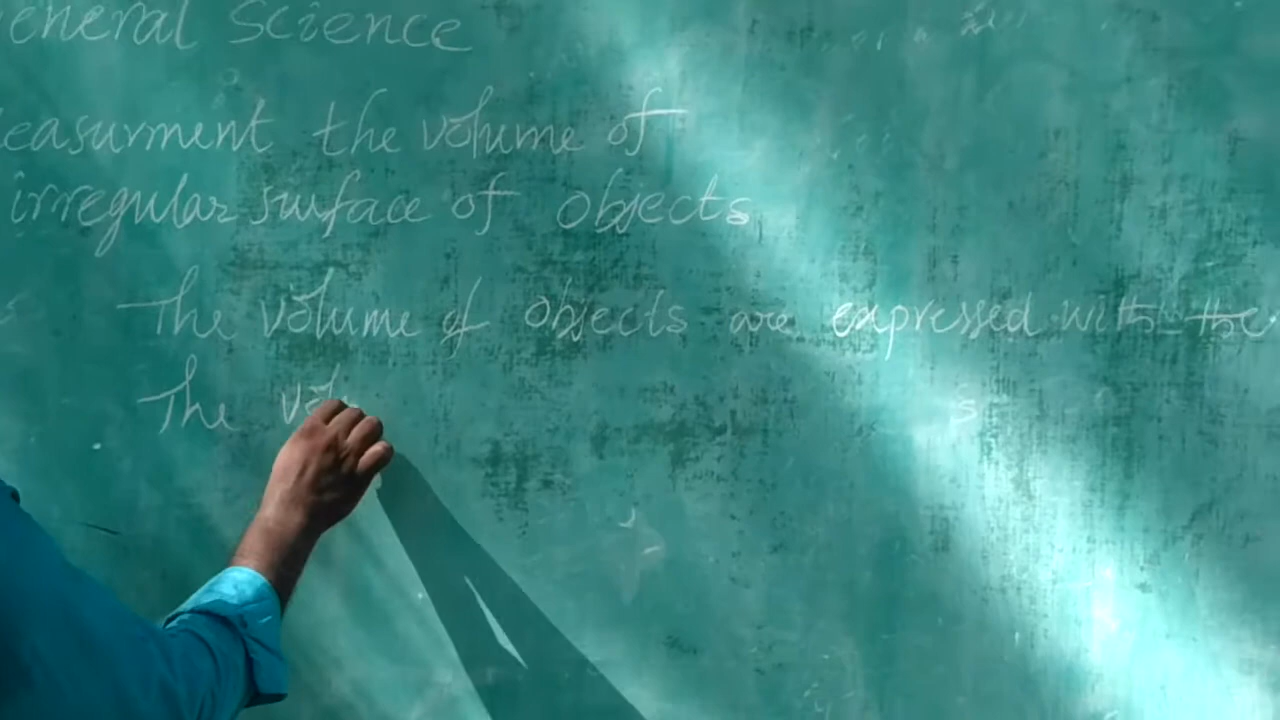 eneral Science
easurment the volume of
irregular surface of objects
The volume of objects are expressed with the
The vol